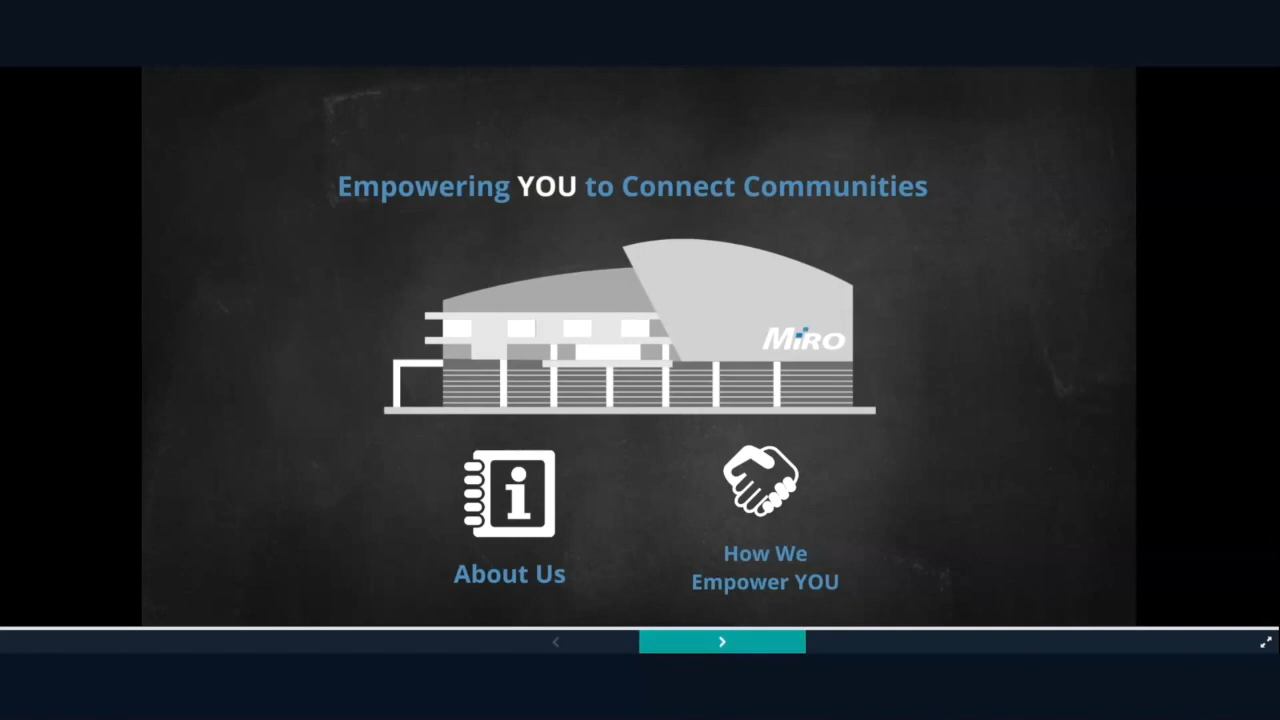 Empowering YOU to Connect Communities
MiRO
About Us
How We
Empower YOU